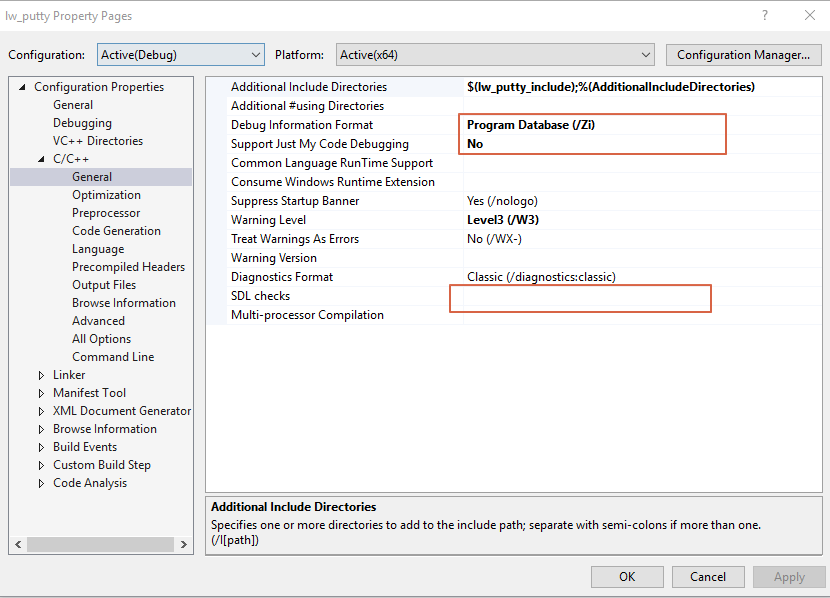 lw_putty Property Pages
Configuration: Active(Debug) Platform: Active(x64) Configuration Manager...
Configuration Properties
General
Debugging
VC++ Directories
C/C++
General
Optimization
Preprocessor
Code Generation
Language
Precompiled Headers
Output Files
Browse Information
Advanced
All Options
Command Line
Linker
Manifest Tool
XML Document Generator
Browse Information
Build Events
Custom Build Step
Code Analysis
Additional Include Directories $(lw_putty_include);%(AdditionalIncludeDirectories)
Additional #using Directories
Debug Information Format Program Database (/Zi)
Support Just My Code Debugging No
Common Language RunTime Support
Consume Windows Runtime Extension
Suppress Startup Banner Yes (/nologo)
Warning Level Level3 (/W3)
Treat Warnings As Errors No (/WX-)
Warning Version
Diagnostics Format Classic (/diagnostics:classic)
SDL checks
Multi-processor Compilation
Additional Include Directories
Specifies one or more directories to add to the include path; separate with semi-colons if more than one.
(/I[path])
OK Cancel Apply